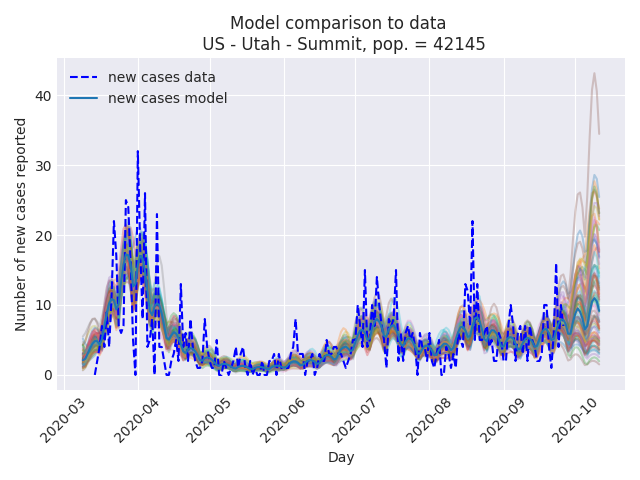 Model comparison to data
US - Utah - Summit, pop. = 42145
new cases data
new cases model
Number of new cases reported
40
30
20
10
0
2020-03
2020-04
2020-05
2020-06
2020-07
2020-08
2020-09
2020-10
Day